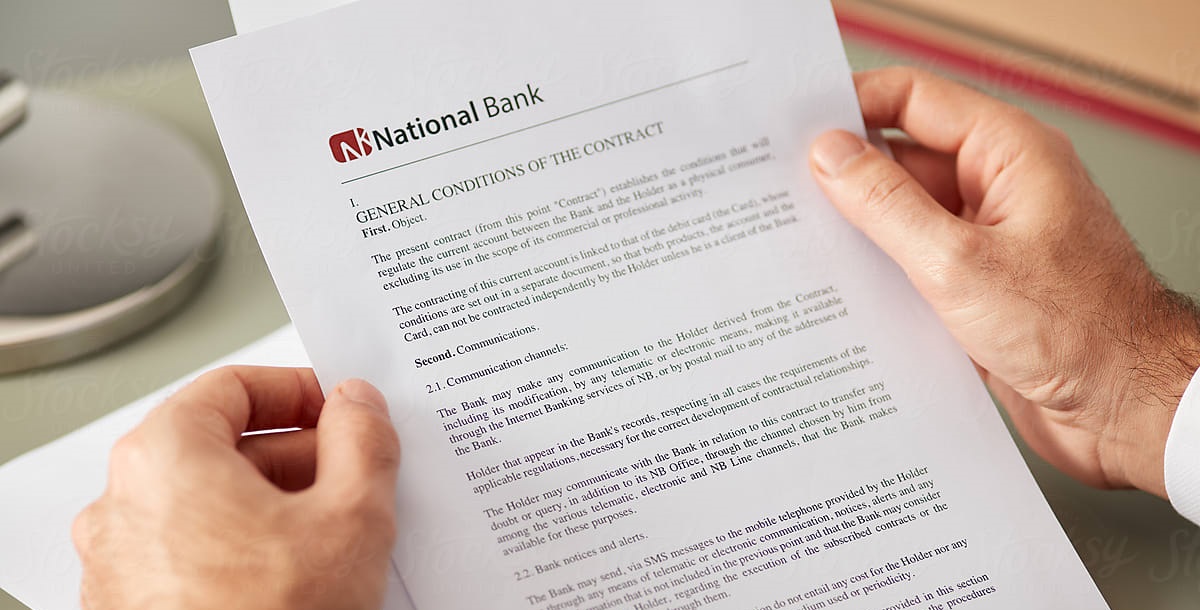 National Bank
I.
GENERAL CONDITIONS OF THE CONTRACT
First. Object.
The present contract (from this point "Contract") establishes the conditions that will
regulate the current account between the Bank and the Holder as a physical consumer,
excluding its use in the scope of its commercial or professional activity.
The contracting of this current account is linked to that of the debit card (the Card), whose
conditions are set out in a separate document, so that both products, the account and the
Card, can not be contracted independently by the Holder unless he is a client of the Bank.
Second. Communications.
2.1. Communication channels:
The Bank may make any communication to the Holder derived from the Contract,
including its modification, by any telematic or electronic means, making it available
through the Internet Banking services of NB, or by postal mail to any of the addresses of
the Bank.
Holder that appear in the Bank's records, respecting in all cases the requirements of the
applicable regulations, necessary for the correct development of contractual relationships.
The Holder may communicate with the Bank in relation to this contract to transfer any
doubt or query, in addition to its NB Office, through the channel chosen by him from
among the various telematic, electronic and NB Line channels, that the Bank makes
available for these purposes.
2.2. Bank notices and alerts.
The Bank may send, via SMS messages to the mobile telephone provided by the Holder
through any means of telematic or electronic communication, notices, alerts and any
that is not included in the previous point and that the Bank may consider
Holder, regarding the execution of the subscribed contracts or the
through them.
do not entail any cost for the Holder nor any
used or periodicity.
provided in this section
the procedures